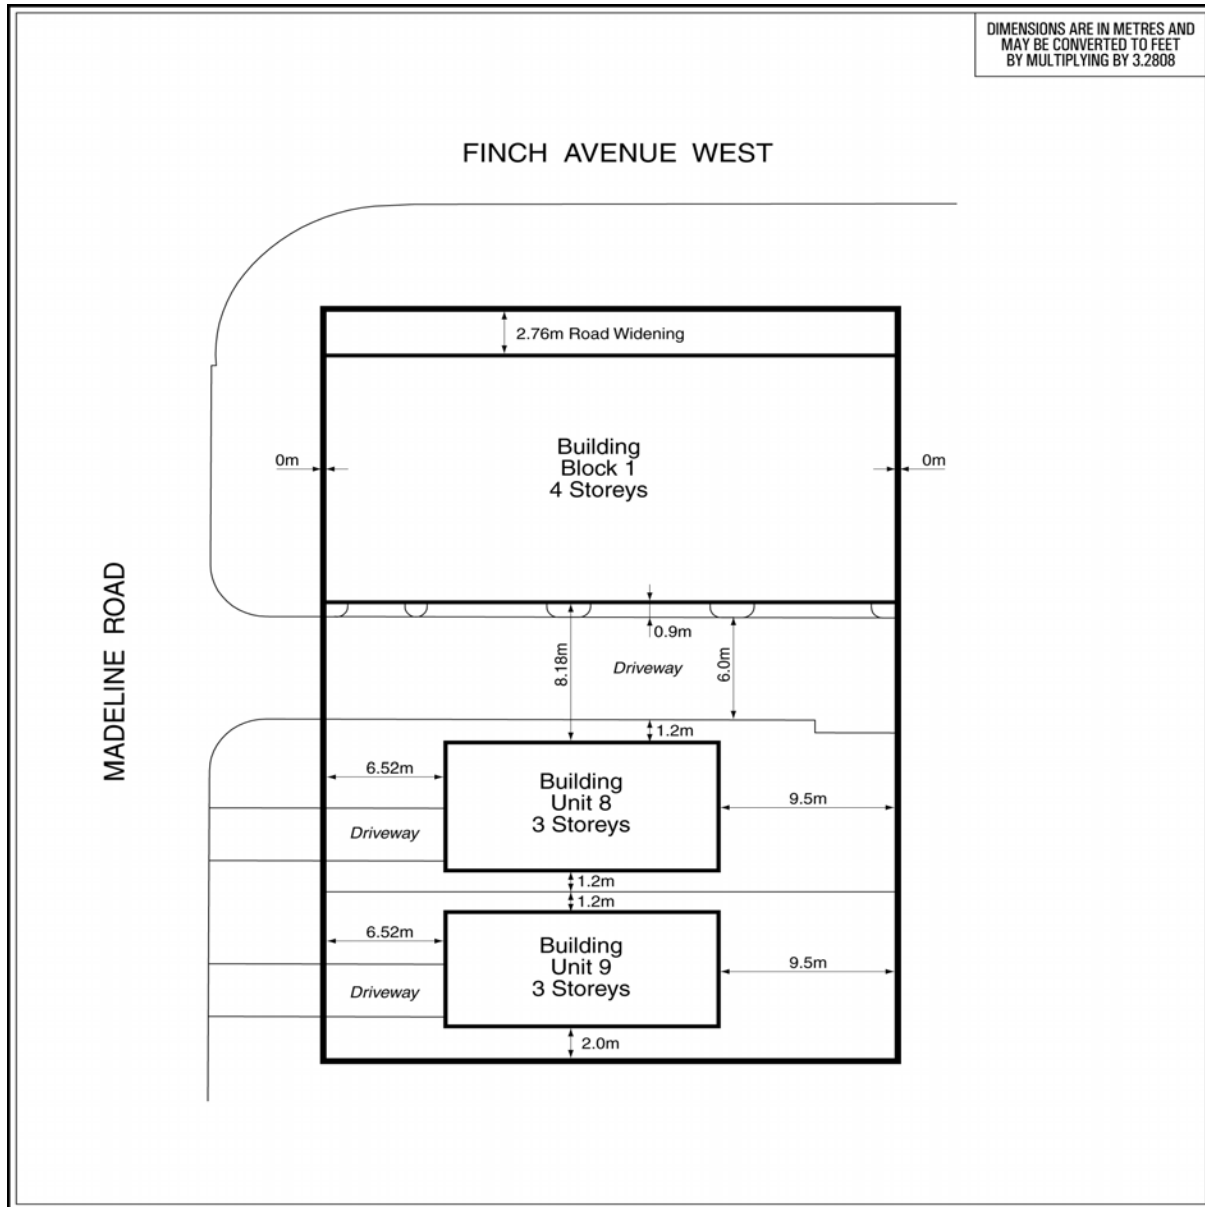 DIMENSIONS ARE IN METRES AND
MAY BE CONVERTED TO FEET
BY MULTIPLYING BY 3.2808
FINCH AVENUE WEST
2.76m Road Widening
Building
Block 1
4 Storeys
0m
0m
MADELINE ROAD
0.9m
8.18m
Driveway
6.0m
1.2m
6.52m
Building
Unit 8
3 Storeys
9.5m
Driveway
1.2m
1.2m
6.52m
Building
Unit 9
3 Storeys
9.5m
Driveway
2.0m